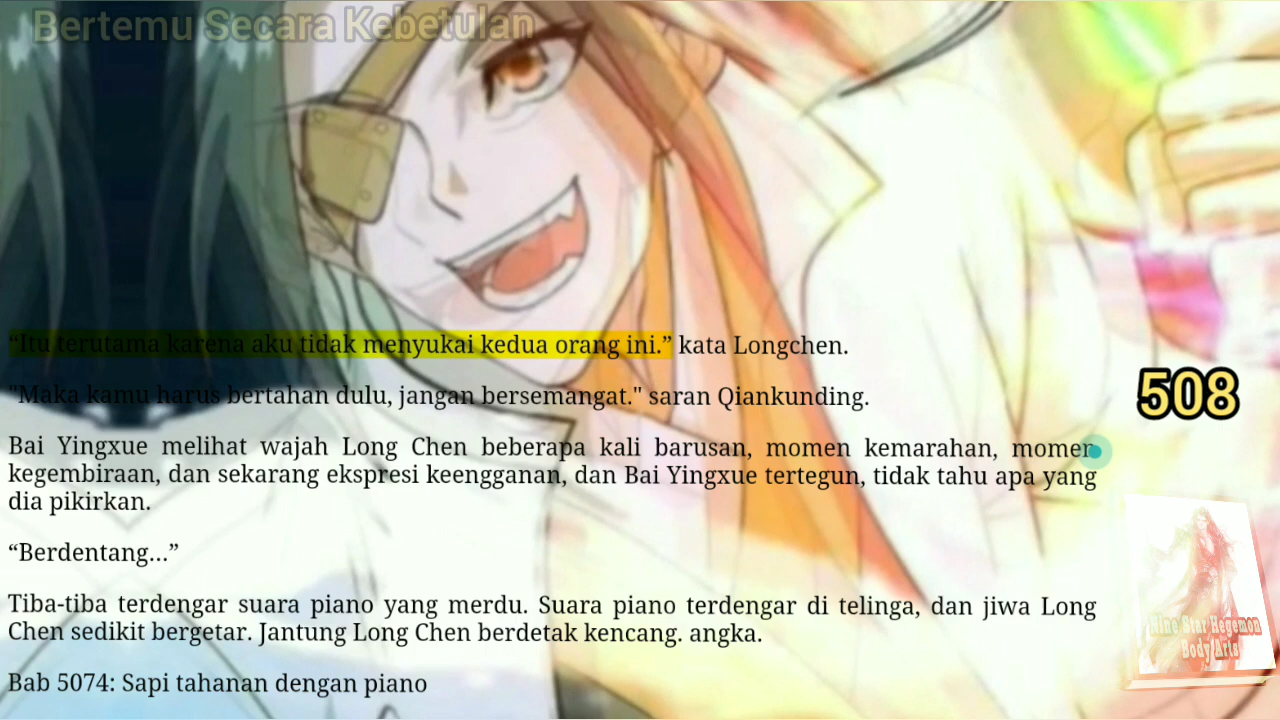 Bertemu Secara Kebetulan
“Itu terutama karena aku tidak menyukai kedua orang ini.” kata Longchen.
"Maka kamu harus bertahan dulu, jangan bersemangat." saran Qiankunding.
508
Bai Yingxue melihat wajah Long Chen beberapa kali barusan, momen kemarahan, momen
kegembiraan, dan sekarang ekspresi keengganan, dan Bai Yingxue tertegun, tidak tahu apa yang
dia pikirkan.
“Berdentang...”
Tiba-tiba terdengar suara piano yang merdu. Suara piano terdengar di telinga, dan jiwa Long
Chen sedikit bergetar. Jantung Long Chen berdetak kencang. angka.
Nine Star Hegemon
Body Arts
Bab 5074: Sapi tahanan dengan piano